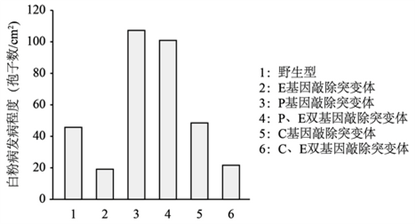 白粉病发病程度（孢子数/cm²）
120
100
80
60
40
20
0
1 2 3 4 5 6
1：野生型
2：E基因敲除突变体
3：P基因敲除突变体
4：P、E双基因敲除突变体
5：C基因敲除突变体
6：C、E双基因敲除突变体